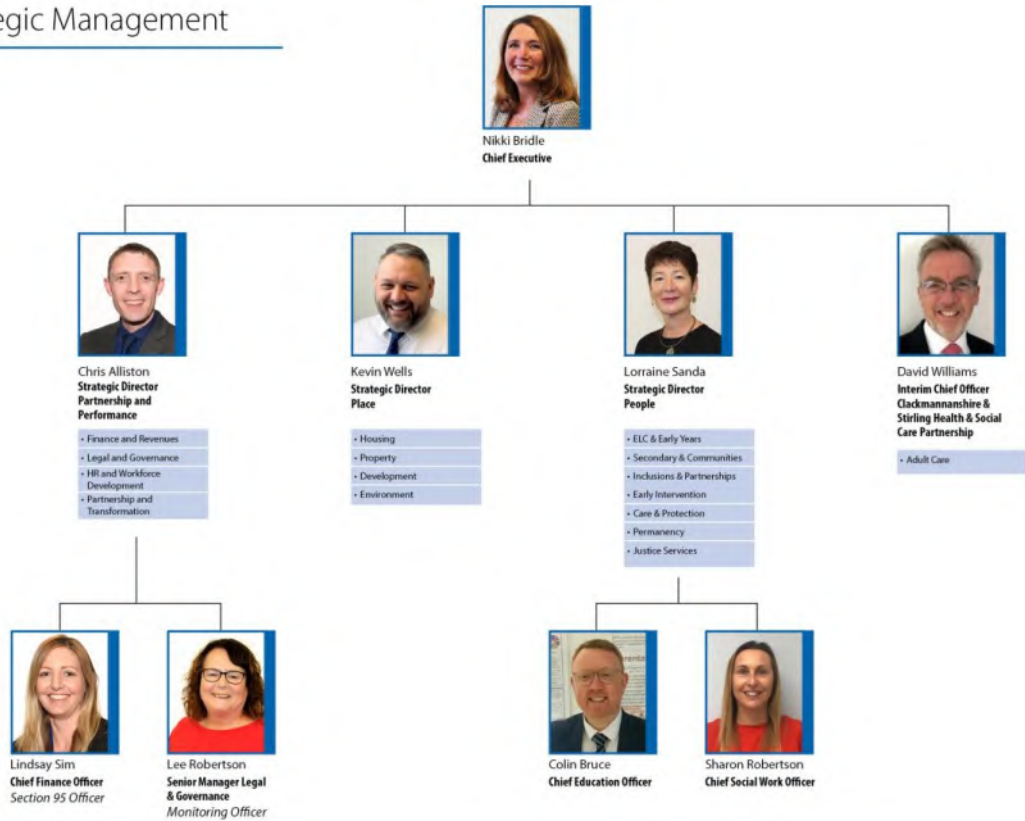 egic Management
Nikki Bridle
Chief Executive
Chris Alliston
Strategic Director
Partnership and
Performance
• Finance and Revenues
• Legal and Governance
• HR and Workforce
Development
• Partnership and
Transformation
Kevin Wells
Strategic Director
Place
• Housing
• Property
• Development
• Environment
Lorraine Sanda
Strategic Director
People
• ELC & Early Years
• Secondary & Communities
• Inclusions & Partnerships
• Early Intervention
• Care & Protection
• Permanency
• Justice Services
David Williams
Interim Chief Officer
Clackmannanshire &
Stirling Health & Social
Care Partnership
• Adult Care
Lindsay Sim
Chief Finance Officer
Section 95 Officer
Lee Robertson
Senior Manager Legal
& Governance
Monitoring Officer
Colin Bruce
Chief Education Officer
Sharon Robertson
Chief Social Work Officer